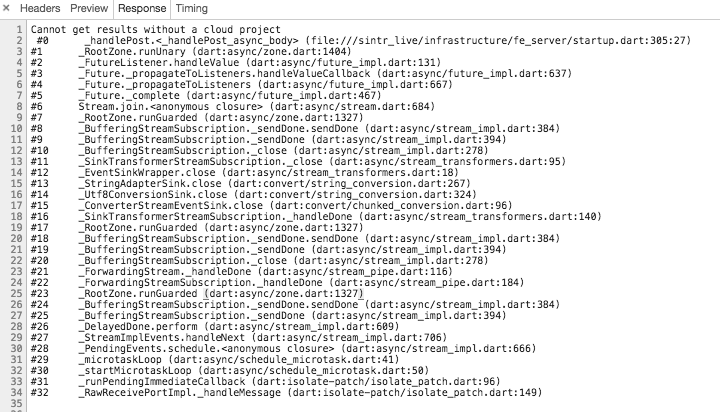 × Headers Preview Response Timing
1 Cannot get results without a cloud project
2 #0 _handlePost.<_handlePost_async_body> (file:///sintr_live/infrastructure/fe_server/startup.dart:305:27)
3 #1 _RootZone.runUnary (dart:async/zone.dart:1404)
4 #2 _FutureListener.handleValue (dart:async/future_impl.dart:131)
5 #3 _Future._propagateToListeners.handleValueCallback (dart:async/future_impl.dart:637)
6 #4 _Future._propagateToListeners (dart:async/future_impl.dart:667)
7 #5 _Future._complete (dart:async/future_impl.dart:467)
8 #6 Stream.join.<anonymous closure> (dart:async/stream.dart:684)
9 #7 _RootZone.runGuarded (dart:async/zone.dart:1327)
10 #8 _BufferingStreamSubscription._sendDone.sendDone (dart:async/stream_impl.dart:384)
11 #9 _BufferingStreamSubscription._sendDone (dart:async/stream_impl.dart:394)
12 #10 _BufferingStreamSubscription._close (dart:async/stream_impl.dart:278)
13 #11 _SinkTransformerStreamSubscription._close (dart:async/stream_transformers.dart:95)
14 #12 _EventSinkWrapper.close (dart:async/stream_transformers.dart:18)
15 #13 _StringAdapterSink.close (dart:convert/string_conversion.dart:267)
16 #14 _Utf8ConversionSink.close (dart:convert/string_conversion.dart:324)
17 #15 _ConverterStreamEventSink.close (dart:convert/chunked_conversion.dart:96)
18 #16 _SinkTransformerStreamSubscription._handleDone (dart:async/stream_transformers.dart:140)
19 #17 _RootZone.runGuarded (dart:async/zone.dart:1327)
20 #18 _BufferingStreamSubscription._sendDone.sendDone (dart:async/stream_impl.dart:384)
21 #19 _BufferingStreamSubscription._sendDone (dart:async/stream_impl.dart:394)
22 #20 _BufferingStreamSubscription._close (dart:async/stream_impl.dart:278)
23 #21 _ForwardingStream._handleDone (dart:async/stream_pipe.dart:116)
24 #22 _ForwardingStreamSubscription._handleDone (dart:async/stream_pipe.dart:184)
25 #23 _RootZone.runGuarded (dart:async/zone.dart:1327)
26 #24 _BufferingStreamSubscription._sendDone.sendDone (dart:async/stream_impl.dart:384)
27 #25 _BufferingStreamSubscription._sendDone (dart:async/stream_impl.dart:394)
28 #26 _DelayedDone.perform (dart:async/stream_impl.dart:609)
29 #27 _StreamImplEvents.handleNext (dart:async/stream_impl.dart:706)
30 #28 _PendingEvents.schedule.<anonymous closure> (dart:async/stream_impl.dart:666)
31 #29 _microtaskLoop (dart:async/schedule_microtask.dart:41)
32 #30 _startMicrotaskLoop (dart:async/schedule_microtask.dart:50)
33 #31 _runPendingImmediateCallback (dart:isolate-patch/isolate_patch.dart:96)
34 #32 _RawReceivePortImpl._handleMessage (dart:isolate-patch/isolate_patch.dart:149)
35